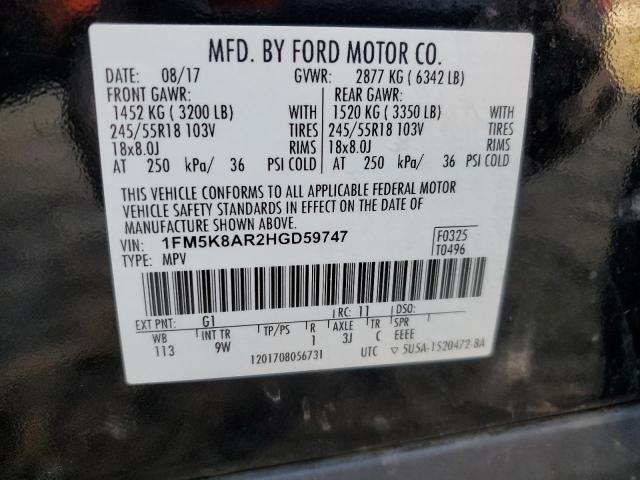 MFD. BY FORD MOTOR CO.
DATE: 08/17 GVWR: 2877 KG ( 6342 LB)
FRONT GAWR: REAR GAWR:
1452 KG ( 3200 LB) WITH 1520 KG ( 3350 LB) WITH
245/55R18 103V TIRES 245/55R18 103V TIRES
18x8.0J RIMS 18x8.0J RIMS
AT 250 kPa/ 36 PSI COLD AT 250 kPa/ 36 PSI COLD
THIS VEHICLE CONFORMS TO ALL APPLICABLE FEDERAL MOTOR
VEHICLE SAFETY STANDARDS IN EFFECT ON THE DATE OF
MANUFACTURE SHOWN ABOVE.
VIN: 1FM5K8AR2HGD59747 F0325
TYPE: MPV T0496
EXT PNT: G1 RC: 11 DSO:
WB INT TR TP/PS R AXLE TR SPR
113 9W 1 3J C EEEE
1201708056731 UTC ▽ 5U5A-1520472-BA